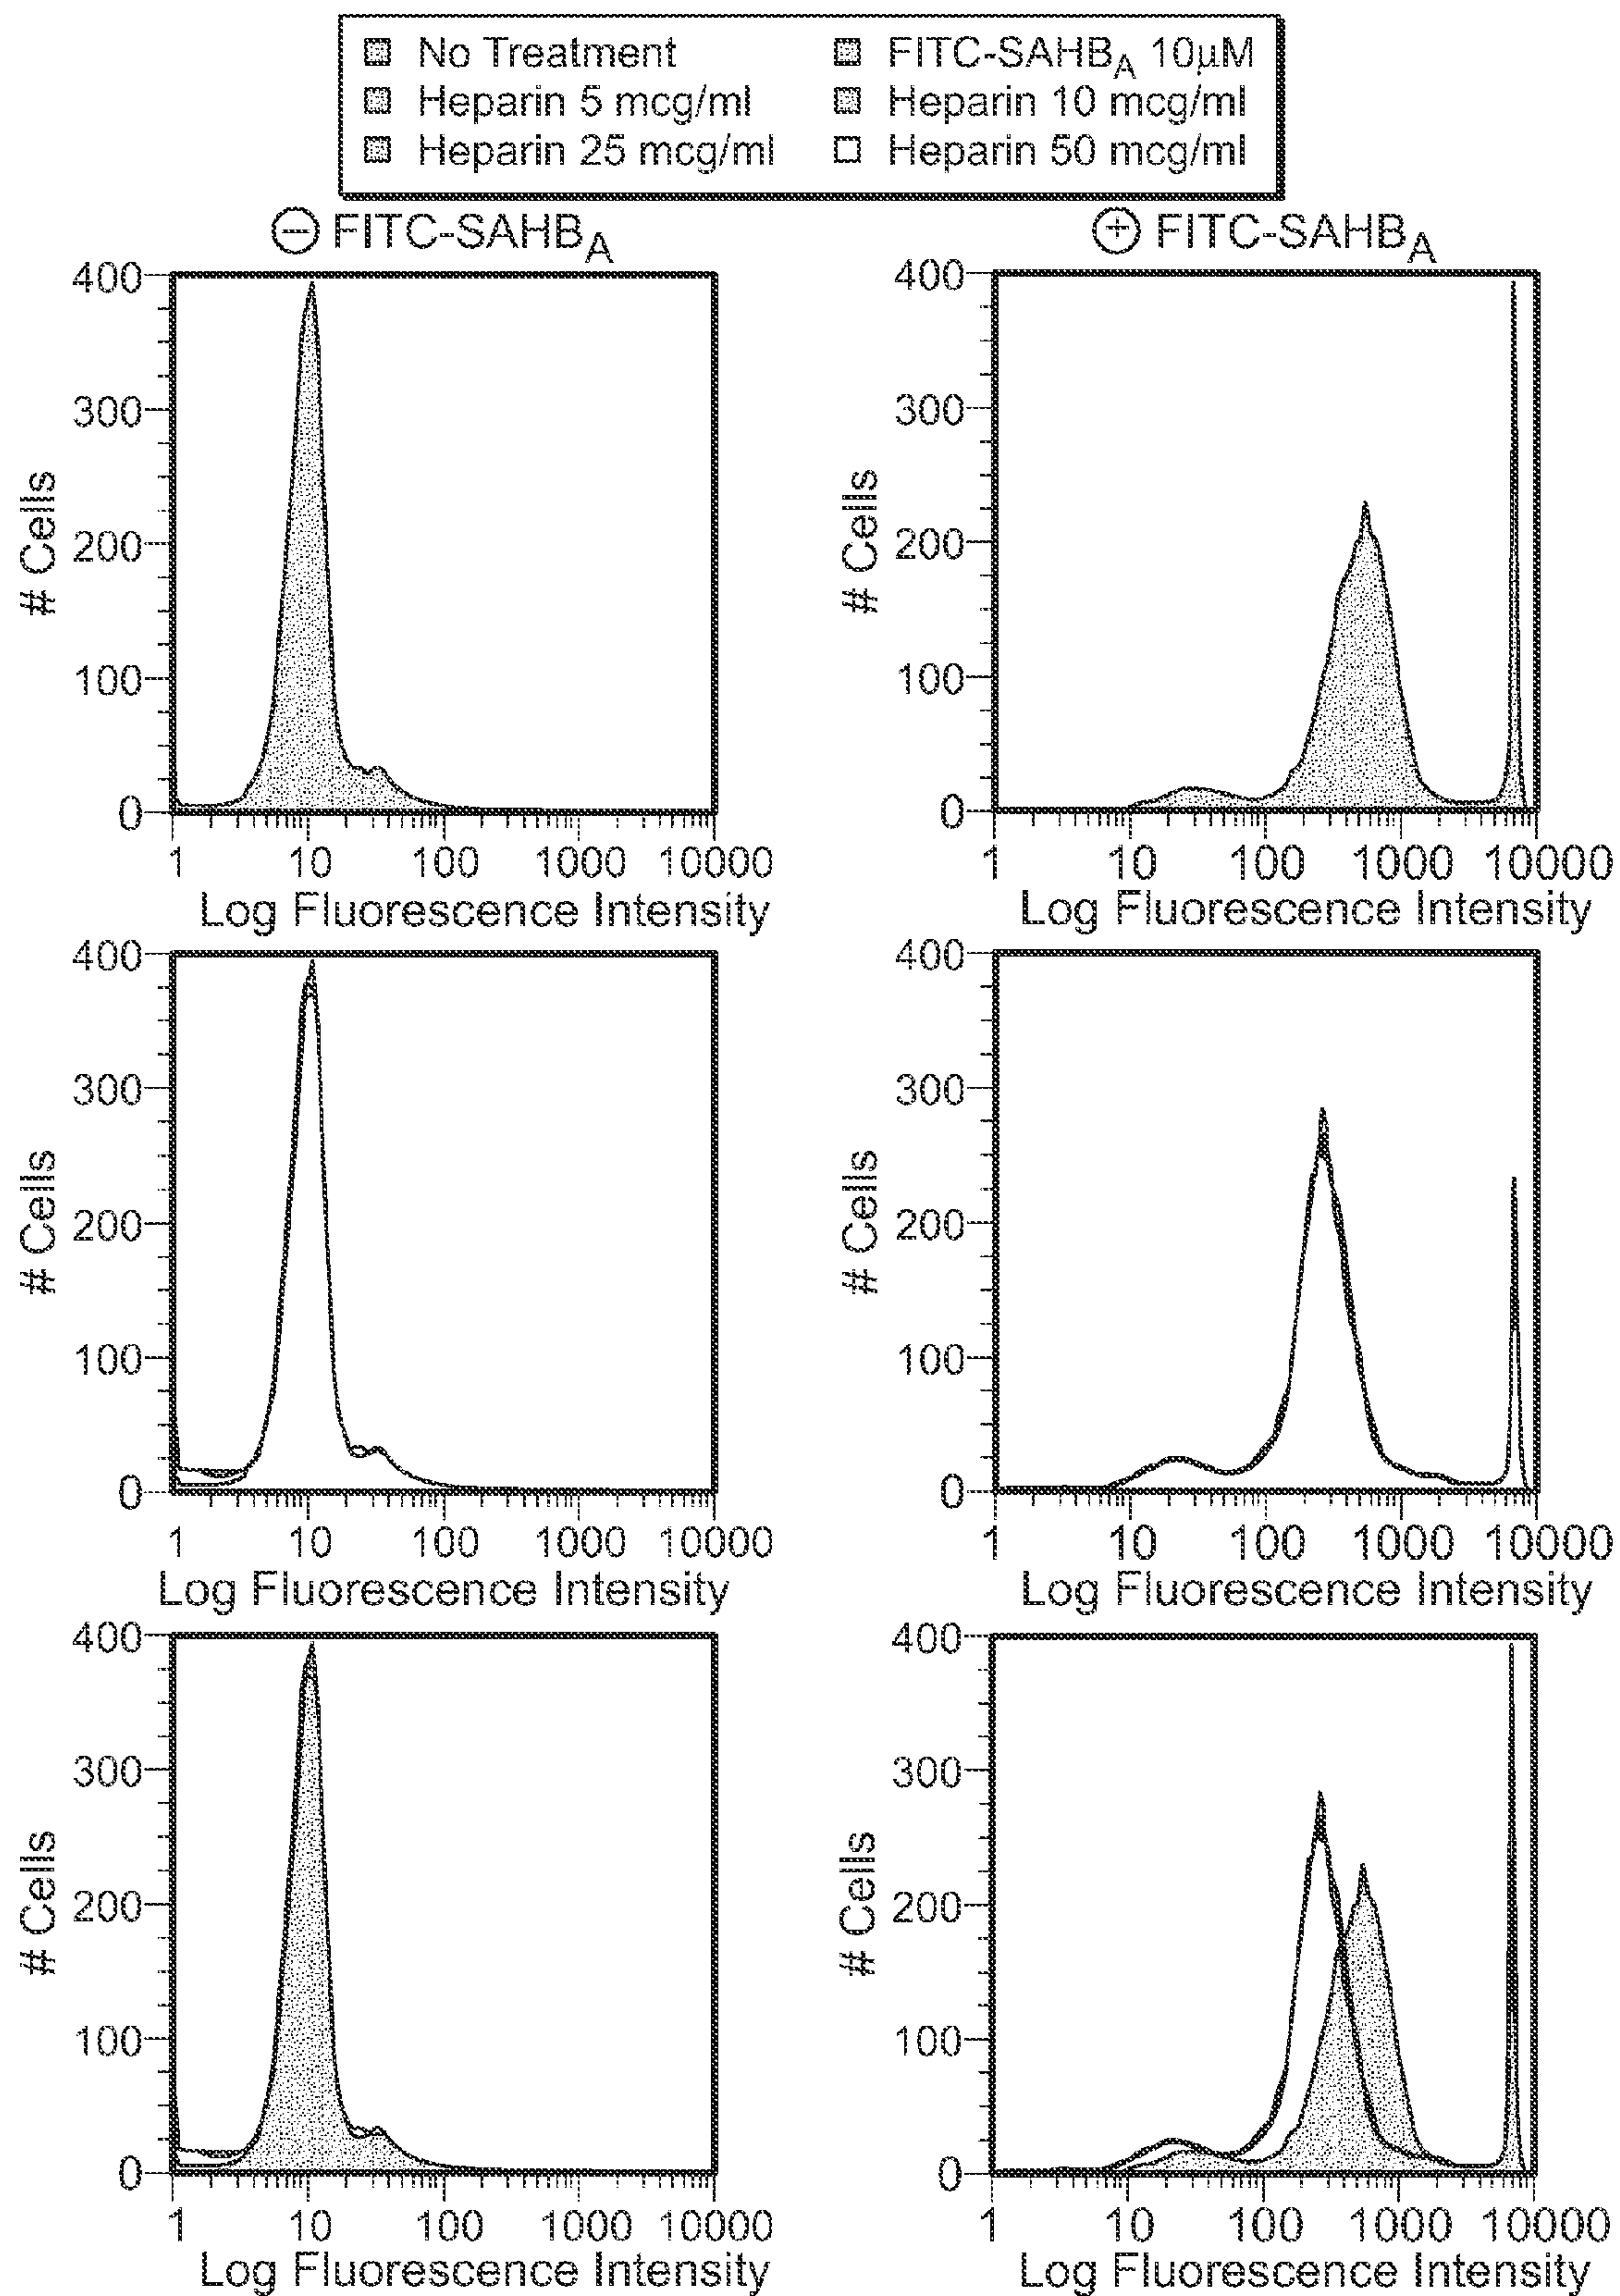 No Treatment FITC-SAHBA 10μM
Heparin 5 mcg/ml Heparin 10 mcg/ml
Heparin 25 mcg/ml Heparin 50 mcg/ml
− FITC-SAHBA + FITC-SAHBA
400
300
200
100
0
# Cells
1 10 100 1000 10000
Log Fluorescence Intensity
400
300
200
100
0
# Cells
1 10 100 1000 10000
Log Fluorescence Intensity
400
300
200
100
0
# Cells
1 10 100 1000 10000
Log Fluorescence Intensity
400
300
200
100
0
# Cells
1 10 100 1000 10000
Log Fluorescence Intensity
400
300
200
100
0
# Cells
1 10 100 1000 10000
Log Fluorescence Intensity
400
300
200
100
0
# Cells
1 10 100 1000 10000
Log Fluorescence Intensity